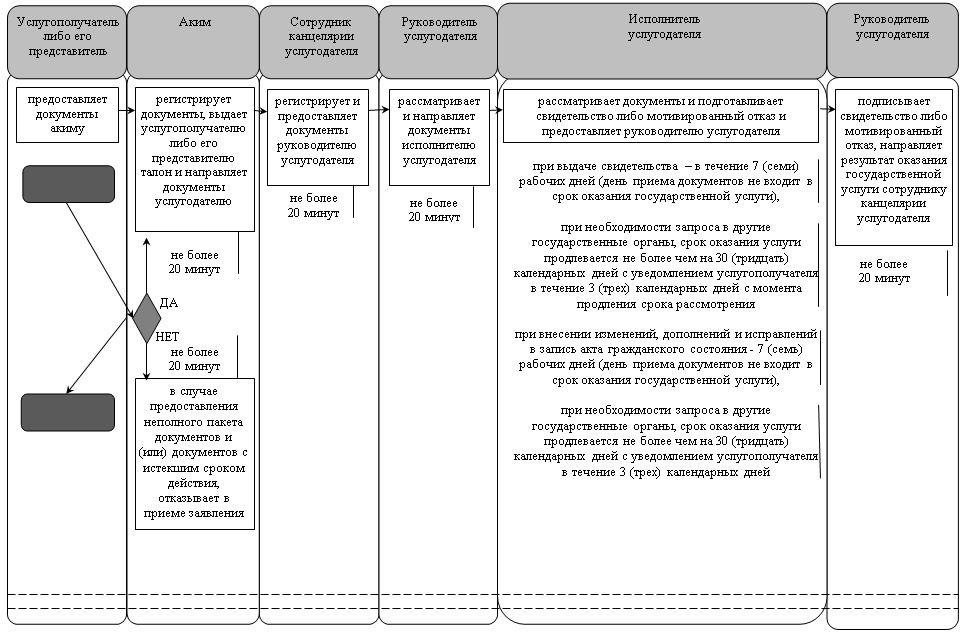 Услугополучатель
либо его
представитель
Аким
Сотрудник
канцелярии
услугодателя
Руководитель
услугодателя
Исполнитель
услугодателя
Руководитель
услугодателя
предоставляет
документы
акиму
регистрирует
документы, выдает
услугополучателю
либо его
представителю
талон и направляет
документы
услугодателю
не более
20 минут
ДА
НЕТ
не более
20 минут
в случае
предоставления
неполного пакета
документов и
(или) документов с
истекшим сроком
действия,
отказывает в
приеме заявления
регистрирует и
предоставляет
документы
руководителю
услугодателя
не более
20 минут
рассматривает
и направляет
документы
исполнителю
услугодателя
не более
20 минут
рассматривает документы и подготавливает
свидетельство либо мотивированный отказ и
предоставляет руководителю услугодателя
при выдаче свидетельства – в течение 7 (семи)
рабочих дней (день приема документов не входит в
срок оказания государственной услуги),
при необходимости запроса в другие
государственные органы, срок оказания услуги
продлевается не более чем на 30 (тридцать)
календарных дней с уведомлением услугополучателя
в течение 3 (трех) календарных дней с момента
продления срока рассмотрения
при внесении изменений, дополнений и исправлений
в запись акта гражданского состояния - 7 (семь)
рабочих дней (день приема документов не входит в
срок оказания государственной услуги),
при необходимости запроса в другие
государственные органы, срок оказания услуги
продлевается не более чем на 30 (тридцать)
календарных дней с уведомлением услугополучателя
в течение 3 (трех) календарных дней
подписывает
свидетельство либо
мотивированный
отказ, направляет
результат оказания
государственной
услуги сотруднику
канцелярии
услугодателя
не более
20 минут